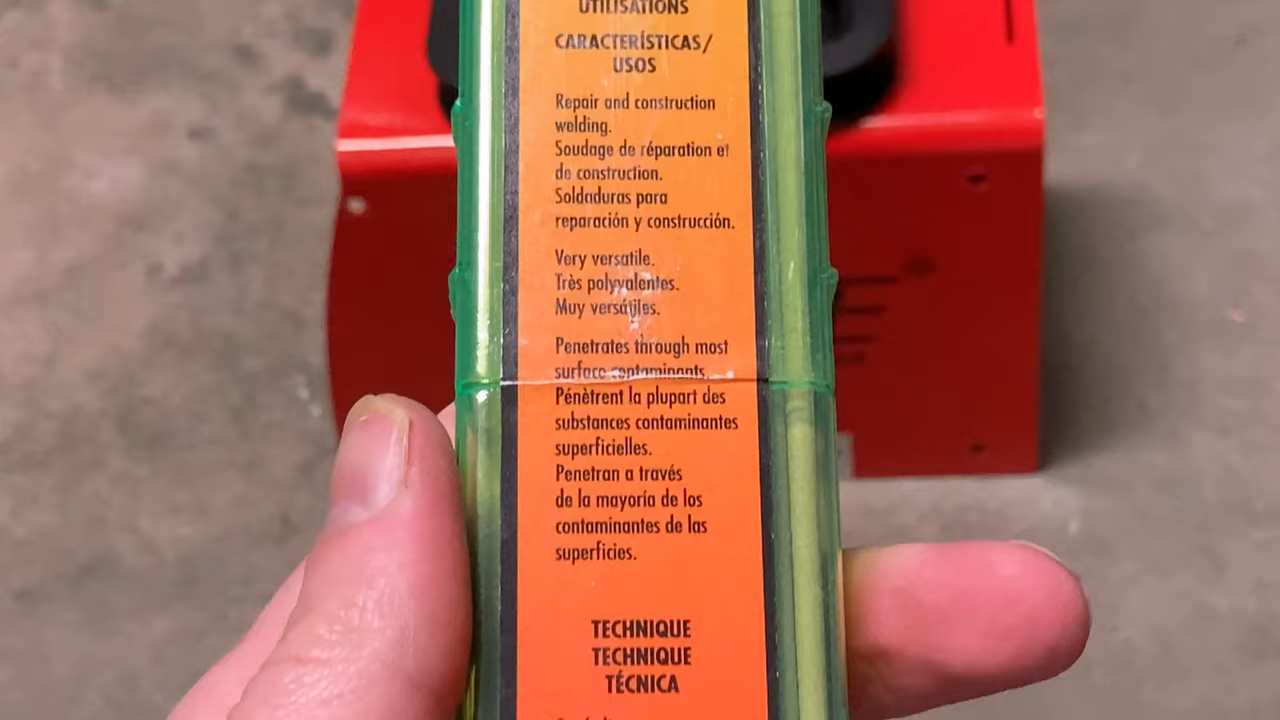 UTILISATIONS
CARACTERÍSTICAS/
USOS
Repair and construction
welding.
Soudage de réparation et
de construction.
Soldaduras para
reparación y construcción.
Very versatile.
Très polyvalentes.
Muy versátiles.
Penetrates through most
surface contaminants.
Pénètrent la plupart des
substances contaminantes
superficielles.
Penetran a través
de la mayoría de los
contaminantes de las
superficies.
TECHNIQUE
TECHNIQUE
TÉCNICA